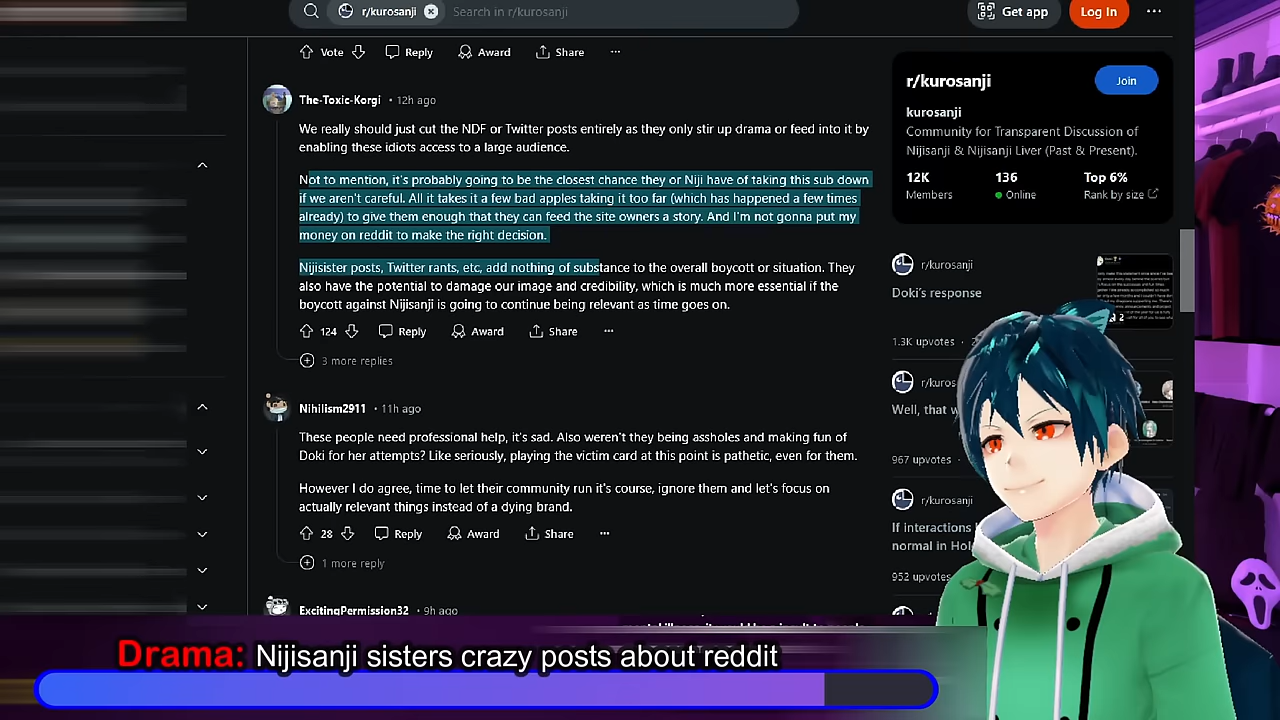 r/kurosanji
Search in r/kurosanji
Get app
Log In
Vote
Reply
Award
Share
The-Toxic-Korgi • 12h ago
We really should just cut the NDF or Twitter posts entirely as they only stir up drama or feed into it by
enabling these idiots access to a large audience.
Not to mention, it's probably going to be the closest chance they or Niji have of taking this sub down
if we aren't careful. All it takes it a few bad apples taking it too far (which has happened a few times
already) to give them enough that they can feed the site owners a story. And I'm not gonna put my
money on reddit to make the right decision.
Nijisister posts, Twitter rants, etc, add nothing of substance to the overall boycott or situation. They
also have the potential to damage our image and credibility, which is much more essential if the
boycott against Nijisanji is going to continue being relevant as time goes on.
124
Reply
Award
Share
3 more replies
Nihilism2911 • 11h ago
These people need professional help, it's sad. Also weren't they being assholes and making fun of
Doki for her attempts? Like seriously, playing the victim card at this point is pathetic, even for them.
However I do agree, time to let their community run it's course, ignore them and let's focus on
actually relevant things instead of a dying brand.
28
Reply
Award
Share
1 more reply
ExcitingPermission32 • 9h ago
r/kurosanji
Join
kurosanji
Community for Transparent Discussion of
Nijisanji & Nijisanji Liver (Past & Present).
12K
136
Top 6%
Members
Online
Rank by size
r/kurosanji
Doki's response
1.3K upvotes
r/kuros
Well, that w
967 upvotes
r/kurosanji
If interactions
normal in Hol
952 upvotes
Drama: Nijisanji sisters crazy posts about reddit